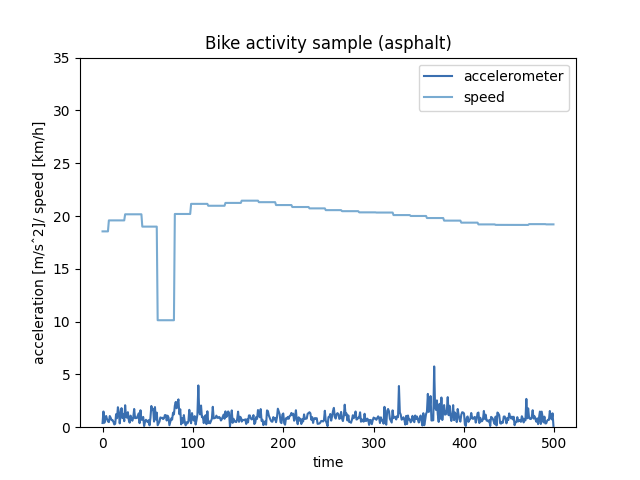 Bike activity sample (asphalt)
accelerometer
speed
acceleration [m/s^2]/ speed [km/h]
35
30
25
20
15
10
5
0
0 100 200 300 400 500
time